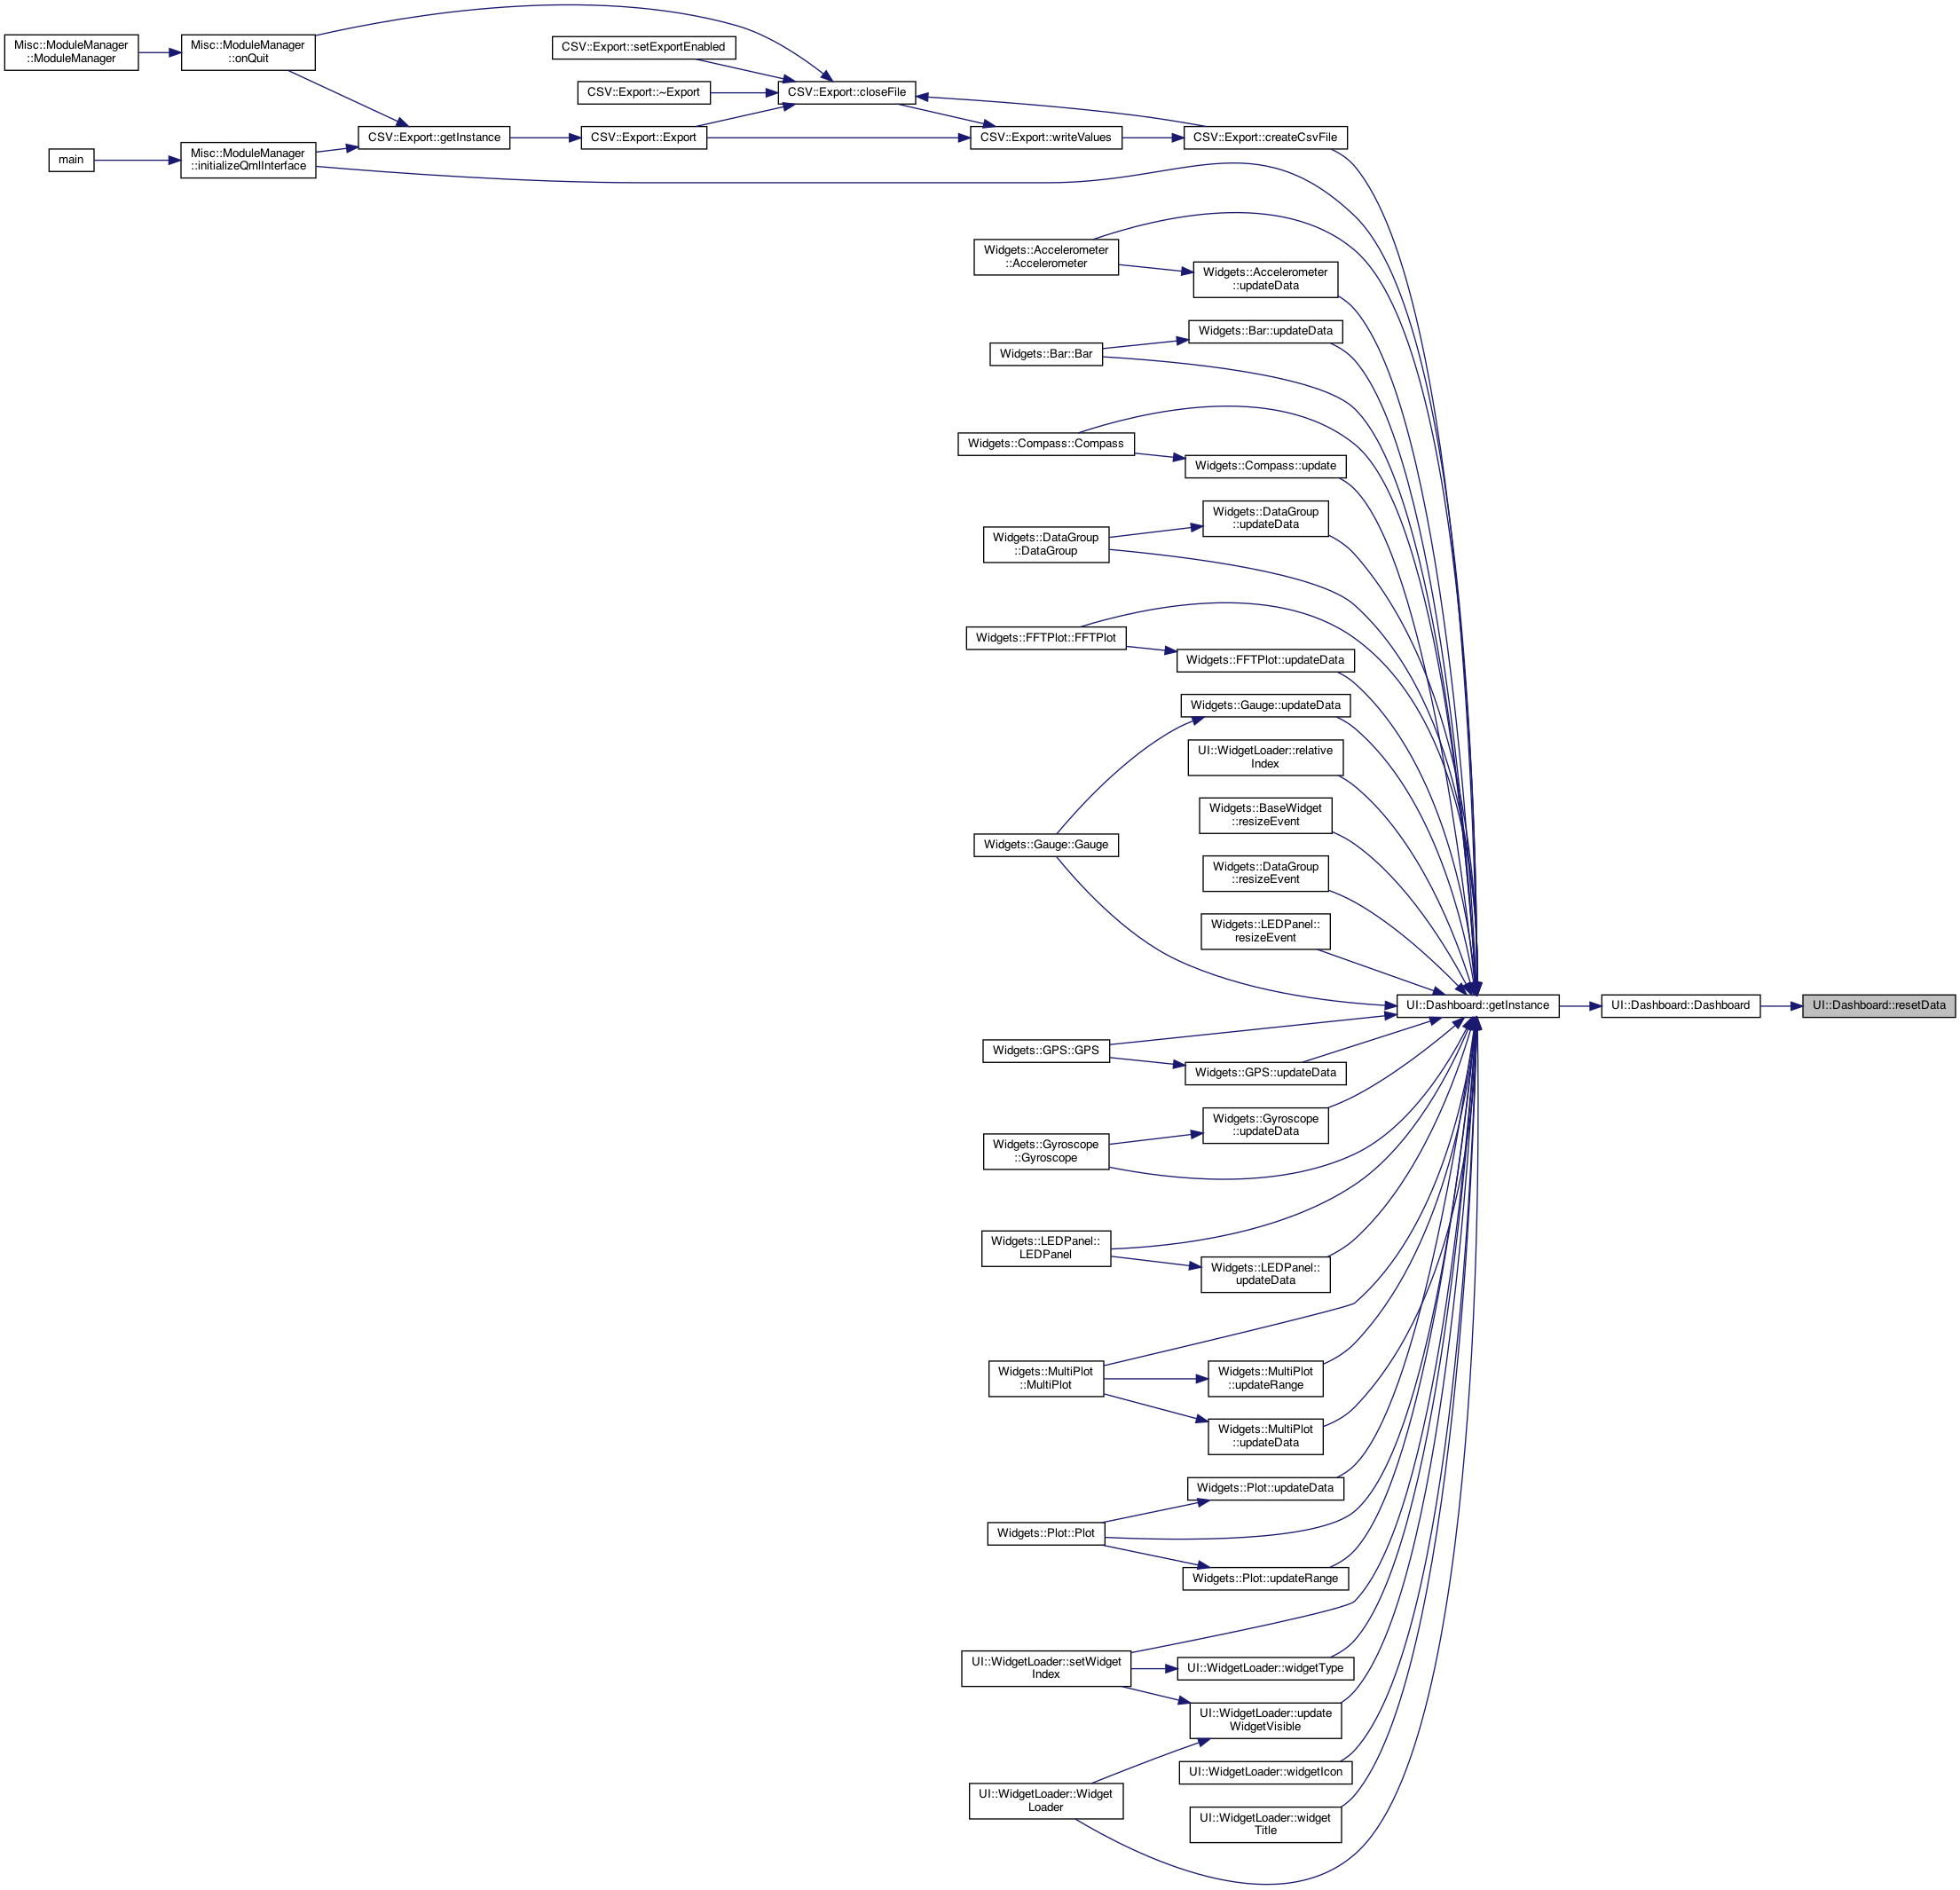 Misc::ModuleManager
::ModuleManager
Misc::ModuleManager
::onQuit
CSV::Export::setExportEnabled
CSV::Export::~Export
CSV::Export::closeFile
CSV::Export::getInstance
CSV::Export::Export
CSV::Export::writeValues
CSV::Export::createCsvFile
main
Misc::ModuleManager
::initializeQmlInterface
Widgets::Accelerometer
::Accelerometer
Widgets::Accelerometer
::updateData
Widgets::Bar::updateData
Widgets::Bar::Bar
Widgets::Compass::Compass
Widgets::Compass::update
Widgets::DataGroup
::updateData
Widgets::DataGroup
::DataGroup
Widgets::FFTPlot::FFTPlot
Widgets::FFTPlot::updateData
Widgets::Gauge::updateData
UI::WidgetLoader::relative
Index
Widgets::BaseWidget
::resizeEvent
Widgets::Gauge::Gauge
Widgets::DataGroup
::resizeEvent
Widgets::LEDPanel::
resizeEvent
UI::Dashboard::getInstance
UI::Dashboard::Dashboard
UI::Dashboard::resetData
Widgets::GPS::GPS
Widgets::GPS::updateData
Widgets::Gyroscope
::updateData
Widgets::Gyroscope
::Gyroscope
Widgets::LEDPanel::
LEDPanel
Widgets::LEDPanel::
updateData
Widgets::MultiPlot
::MultiPlot
Widgets::MultiPlot
::updateRange
Widgets::MultiPlot
::updateData
Widgets::Plot::updateData
Widgets::Plot::Plot
Widgets::Plot::updateRange
UI::WidgetLoader::setWidget
Index
UI::WidgetLoader::widgetType
UI::WidgetLoader::update
WidgetVisible
UI::WidgetLoader::widgetIcon
UI::WidgetLoader::Widget
Loader
UI::WidgetLoader::widget
Title